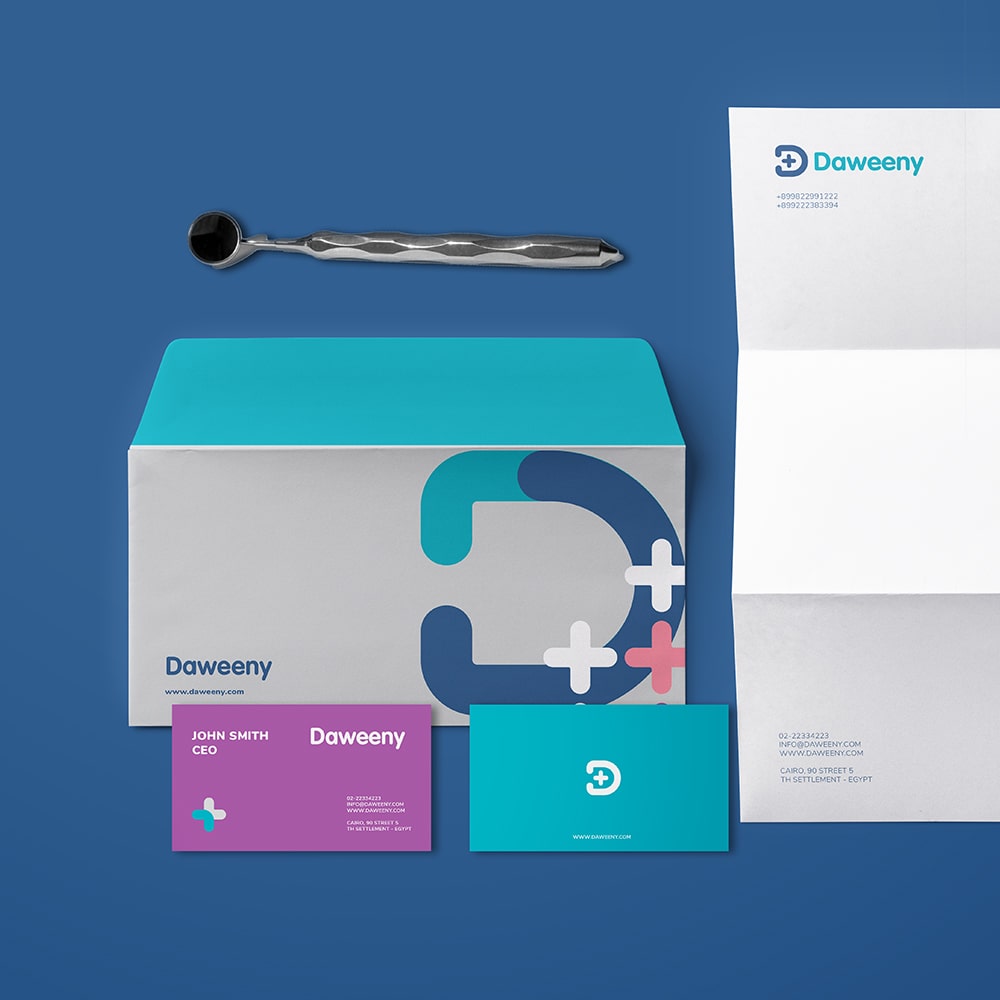 Daweeny
+899822991222
+899222383394
Daweeny
www.daweeny.com
JOHN SMITH
CEO
Daweeny
02-22334223
INFO@DAWEENY.COM
WWW.DAWEENY.COM
CAIRO, 90 STREET 5
TH SETTLEMENT - EGYPT
WWW.DAWEENY.COM
02-22334223
INFO@DAWEENY.COM
WWW.DAWEENY.COM
CAIRO, 90 STREET 5
TH SETTLEMENT - EGYPT